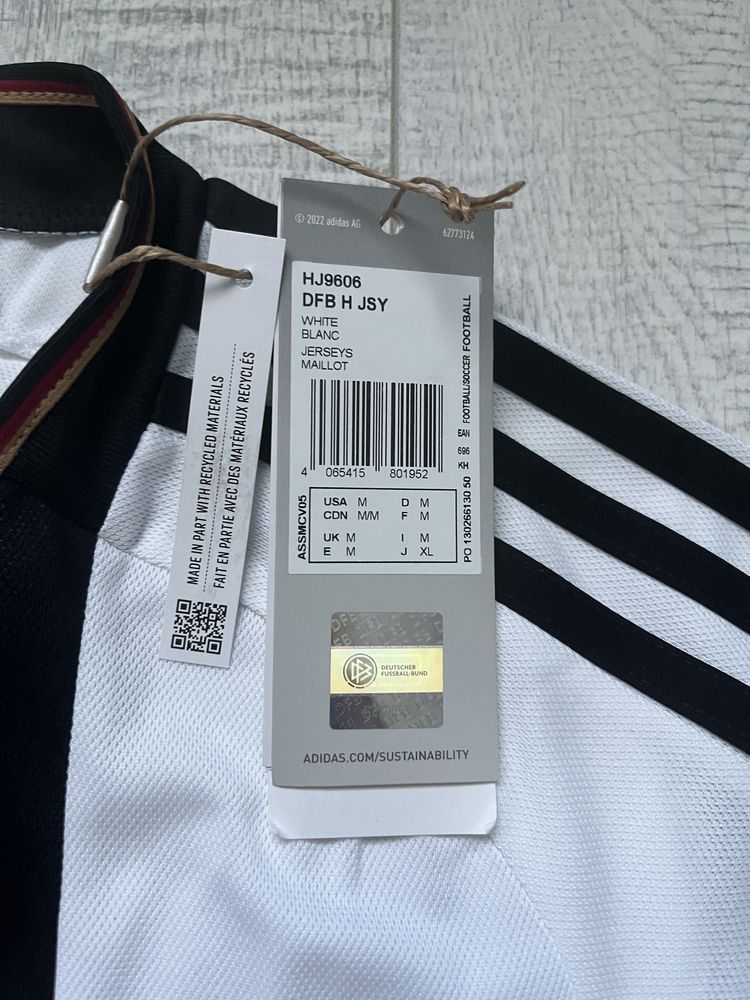 © 2022 adidas AG
62773124
HJ9606
DFB H JSY
WHITE
BLANC
JERSEYS
MAILLOT
4 065415 801952
USA M D M
CDN M/M F M
UK M I M
E M J XL
ASSMCV05
FOOTBALL/SOCCER FOOTBALL
EAN
696
KH
PO 130266130 50
DFB
DEUTSCHER
FUSSBALL-BUND
ADIDAS.COM/SUSTAINABILITY
MADE IN PART WITH RECYCLED MATERIALS
FAIT EN PARTIE AVEC DES MATÉRIAUX RECYCLÉS